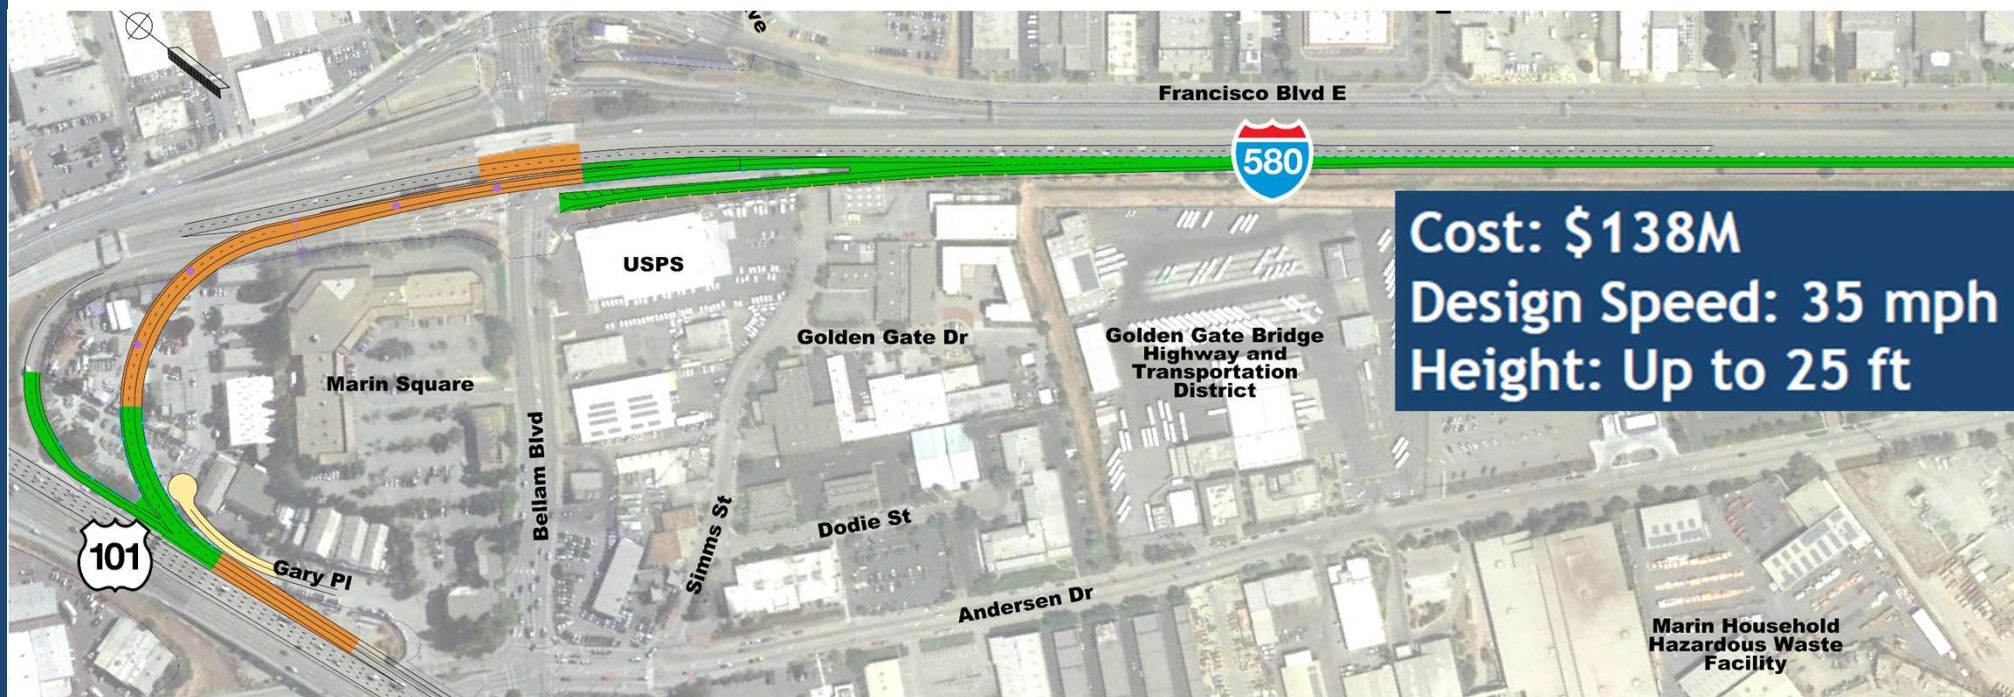 Francisco Blvd E
580
Cost: $138M
Design Speed: 35 mph
Height: Up to 25 ft
USPS
Golden Gate Dr
Golden Gate Bridge
Highway and
Transportation
District
Marin Square
Bellam Blvd
Simms St
Dodie St
101
Gary Pl
Andersen Dr
Marin Household
Hazardous Waste
Facility